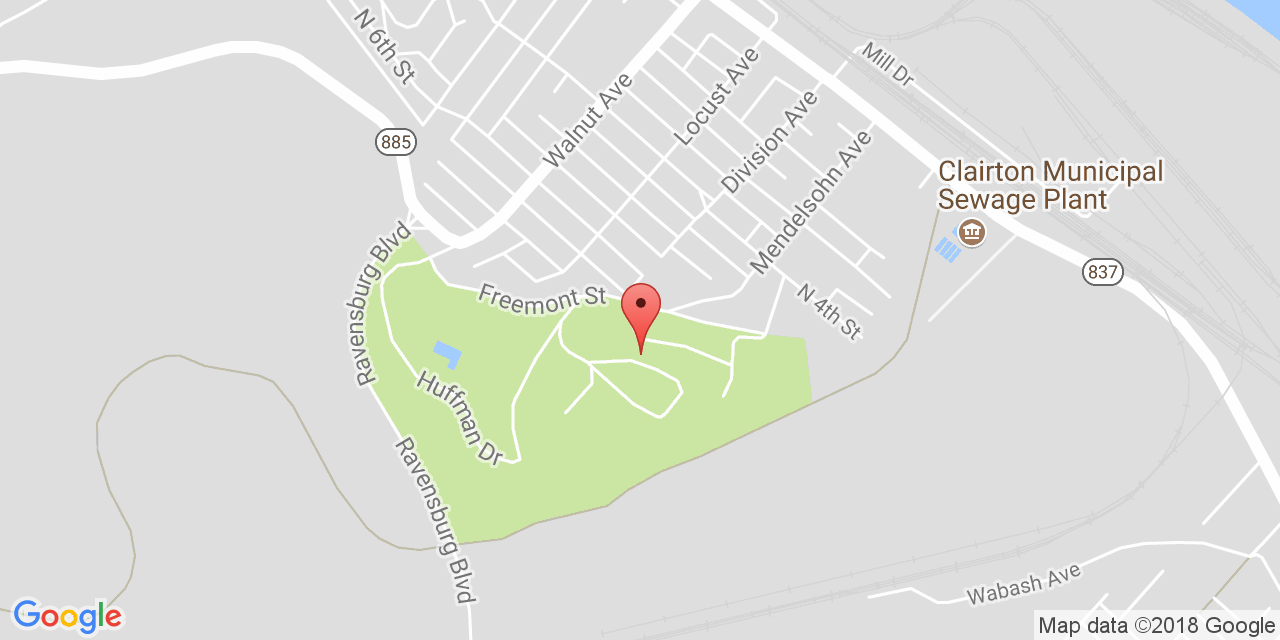 N 6th St
Mill Dr
885
Walnut Ave
Locust Ave
Division Ave
Mendelsohn Ave
Clairton Municipal
Sewage Plant
Ravensburg Blvd
837
Freemont St
N 4th St
Huffman Dr
Ravensburg Blvd
Wabash Ave
Google
Map data ©2018 Google